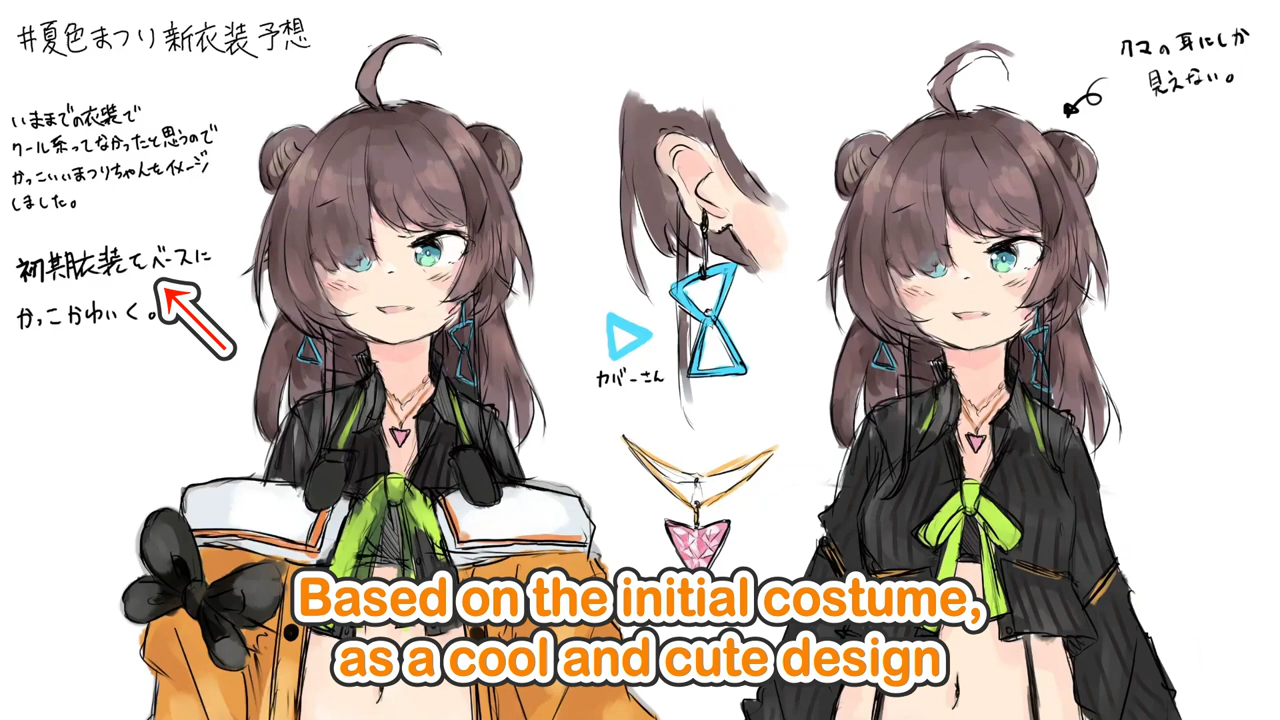 #夏色まつり新衣装予想
いままでの衣装で
クール系ってなかったと思うので
かっこいいまつりちゃんをイメージ
しました。
初期衣装をベースに
かっこかわいく。
カバーさん
クマの耳にしか
見えない。
Based on the initial costume,
as a cool and cute design